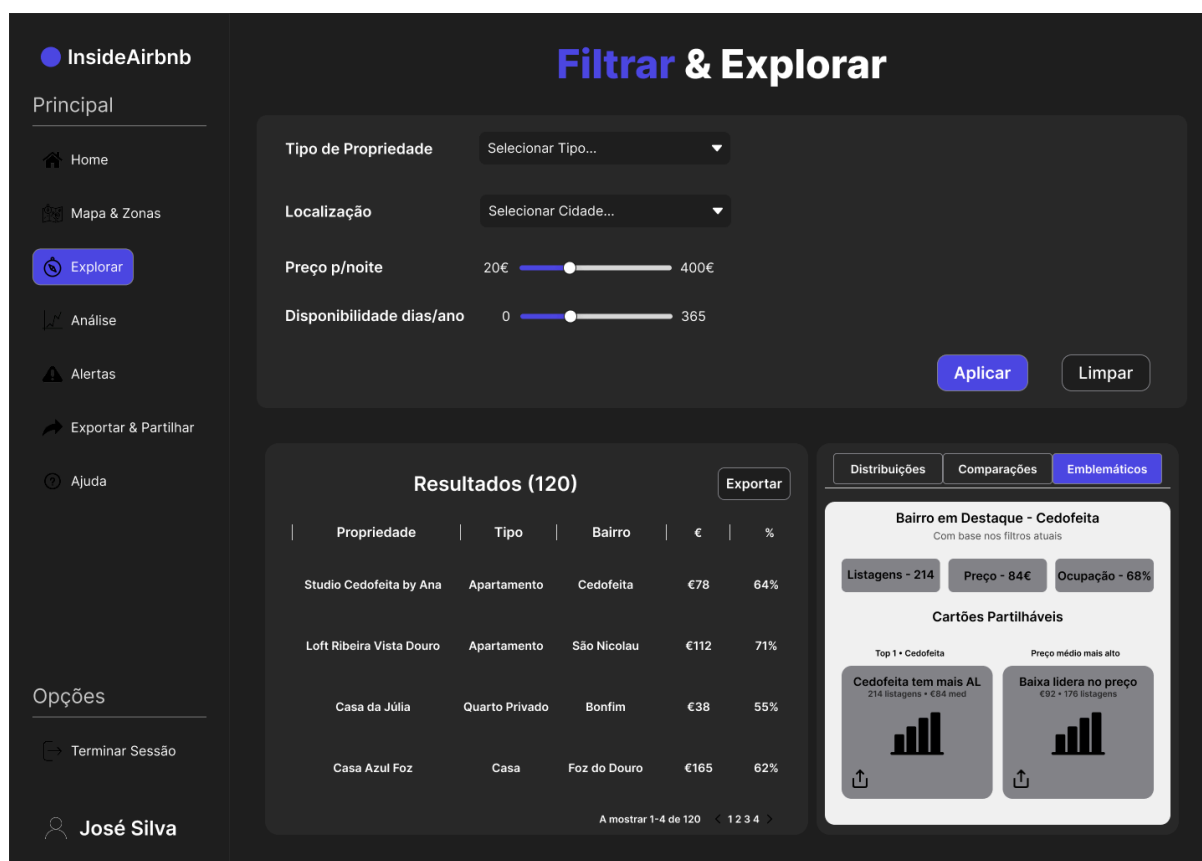 InsideAirbnb
Principal
Home
Mapa & Zonas
Explorar
Análise
Alertas
Exportar & Partilhar
? Ajuda
Opções
Terminar Sessão
José Silva
Filtrar & Explorar
Tipo de Propriedade Selecionar Tipo...
Localização Selecionar Cidade...
Preço p/noite 20€ 400€
Disponibilidade dias/ano 0 365
Aplicar Limpar
Resultados (120) Exportar
Propriedade Tipo Bairro € %
Studio Cedofeita by Ana Apartamento Cedofeita €78 64%
Loft Ribeira Vista Douro Apartamento São Nicolau €112 71%
Casa da Júlia Quarto Privado Bonfim €38 55%
Casa Azul Foz Casa Foz do Douro €165 62%
A mostrar 1-4 de 120 < 1 2 3 4 >
Distribuições Comparações Emblemáticos
Bairro em Destaque - Cedofeita
Com base nos filtros atuais
Listagens - 214 Preço - 84€ Ocupação - 68%
Cartões Partilháveis
Top 1 • Cedofeita Preço médio mais alto
Cedofeita tem mais AL Baixa lidera no preço
214 listagens • €84 med €92 • 176 listagens